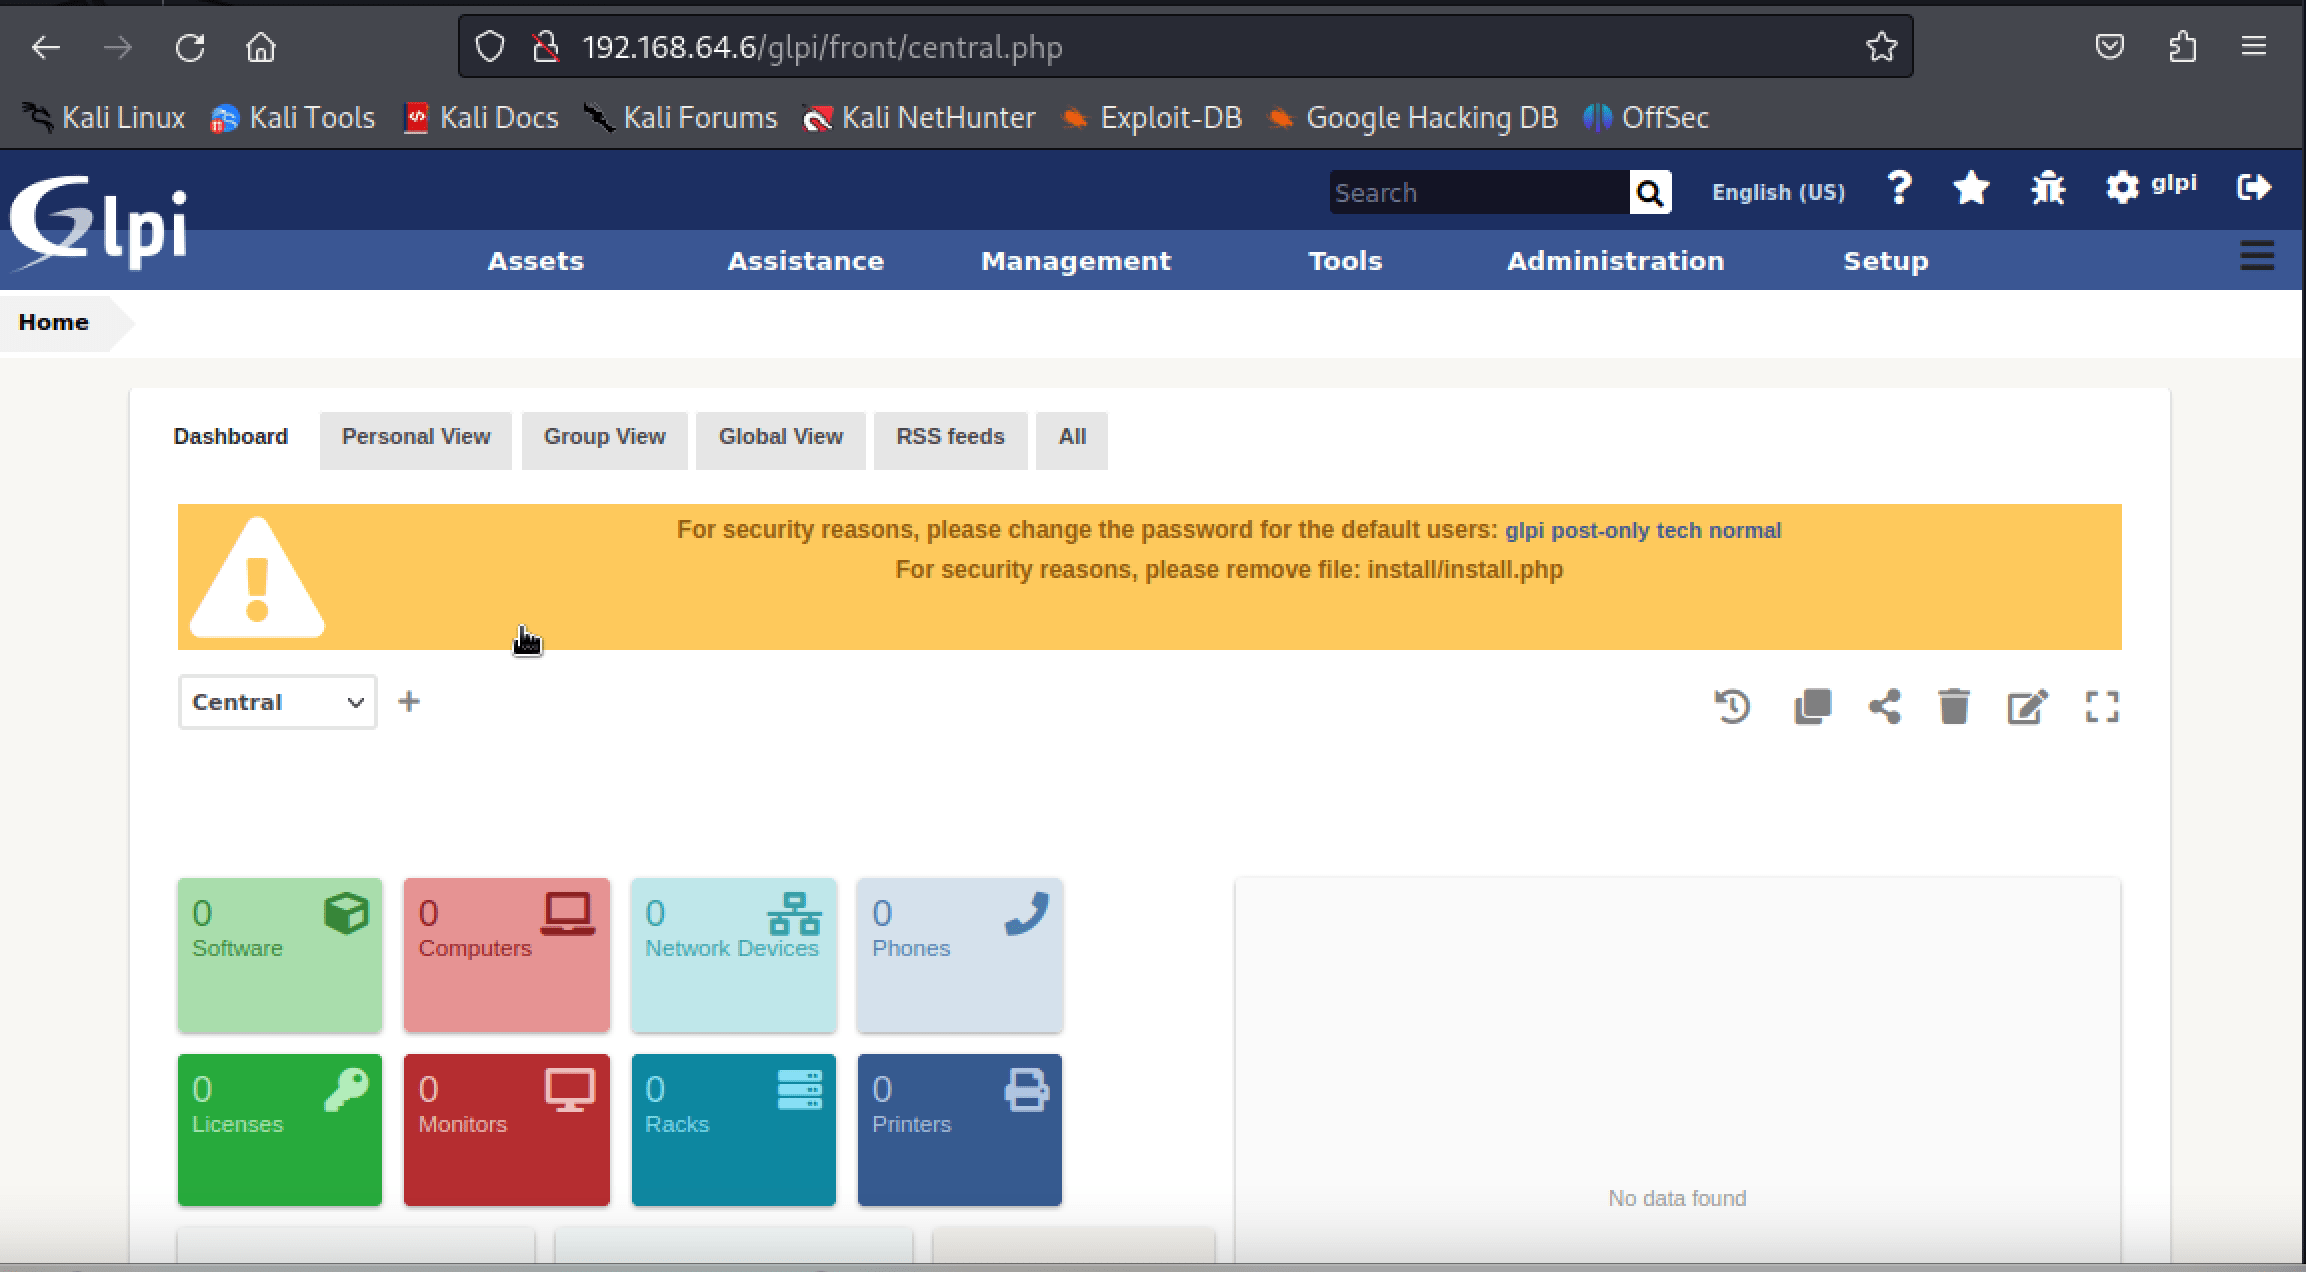 192.168.64.6/glpi/front/central.php
Kali Linux Kali Tools Kali Docs Kali Forums Kali NetHunter Exploit-DB Google Hacking DB OffSec
Glpi
Search English (US) ? glpi
Assets Assistance Management Tools Administration Setup
Home
Dashboard Personal View Group View Global View RSS feeds All
For security reasons, please change the password for the default users: glpi post-only tech normal
For security reasons, please remove file: install/install.php
Central +
0 0 0 0
Software Computers Network Devices Phones
0 0 0 0
Licenses Monitors Racks Printers
No data found